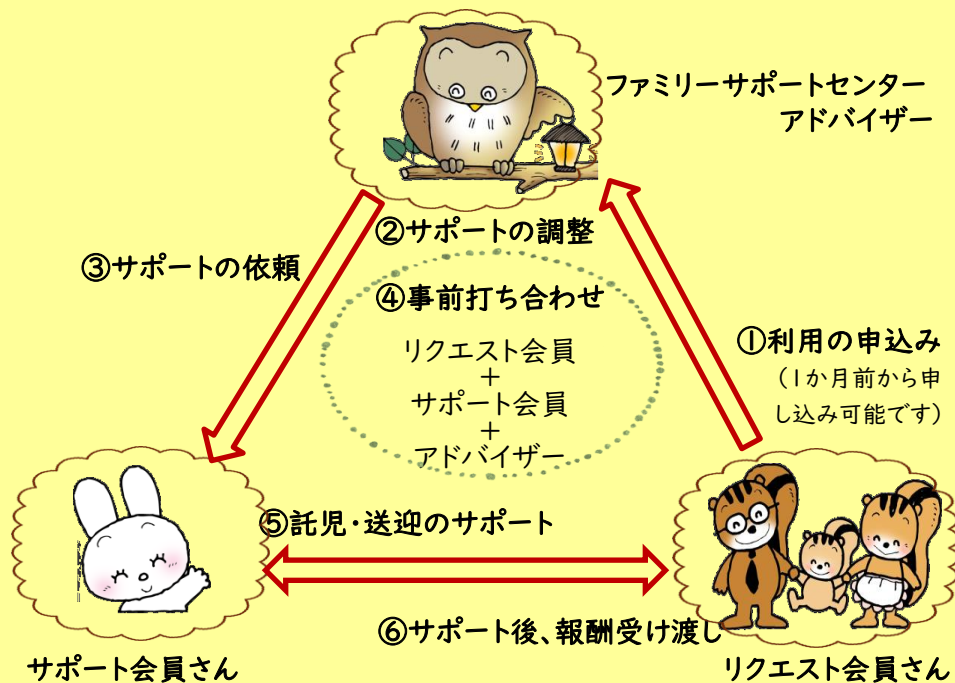 ファミリーサポートセンター
アドバイザー
②サポートの調整
③サポートの依頼
④事前打ち合わせ
リクエスト会員
+
サポート会員
+
アドバイザー
①利用の申込み
(1か月前から申
し込み可能です)
⑤託児・送迎のサポート
⑥サポート後、報酬受け渡し
サポート会員さん
リクエスト会員さん